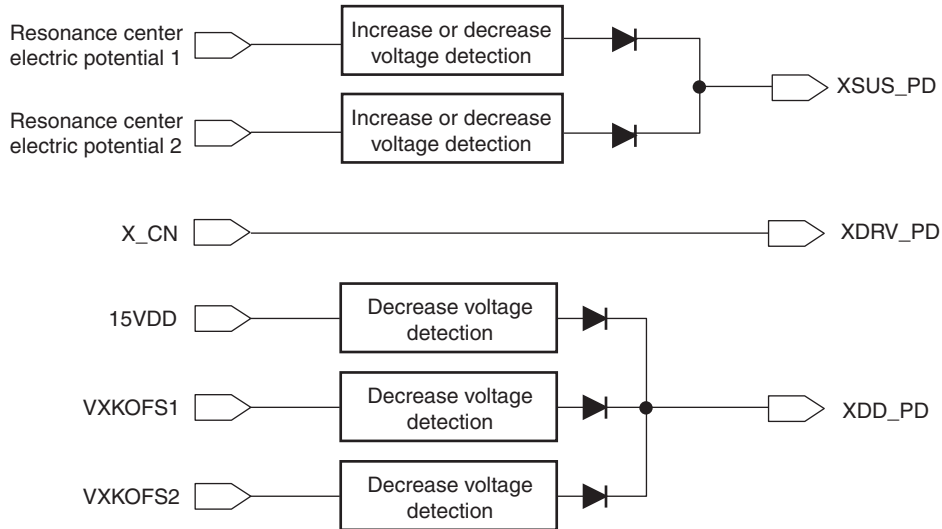 Resonance center
electric potential 1
Increase or decrease
voltage detection
XSUS_PD
Resonance center
electric potential 2
Increase or decrease
voltage detection
X_CN
XDRV_PD
15VDD
Decrease voltage
detection
VXKOFS1
Decrease voltage
detection
XDD_PD
VXKOFS2
Decrease voltage
detection